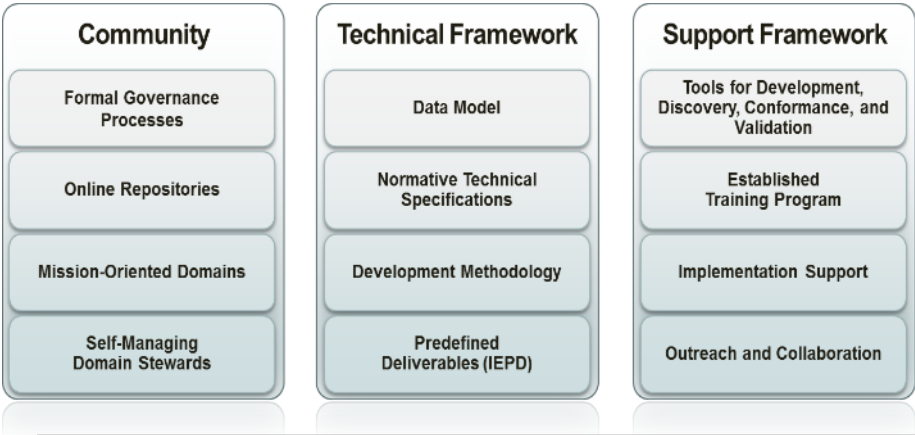 Community
Formal Governance
Processes
Online Repositories
Mission-Oriented Domains
Self-Managing
Domain Stewards
Technical Framework
Data Model
Normative Technical
Specifications
Development Methodology
Predefined
Deliverables (IEPD)
Support Framework
Tools for Development,
Discovery, Conformance, and
Validation
Established
Training Program
Implementation Support
Outreach and Collaboration